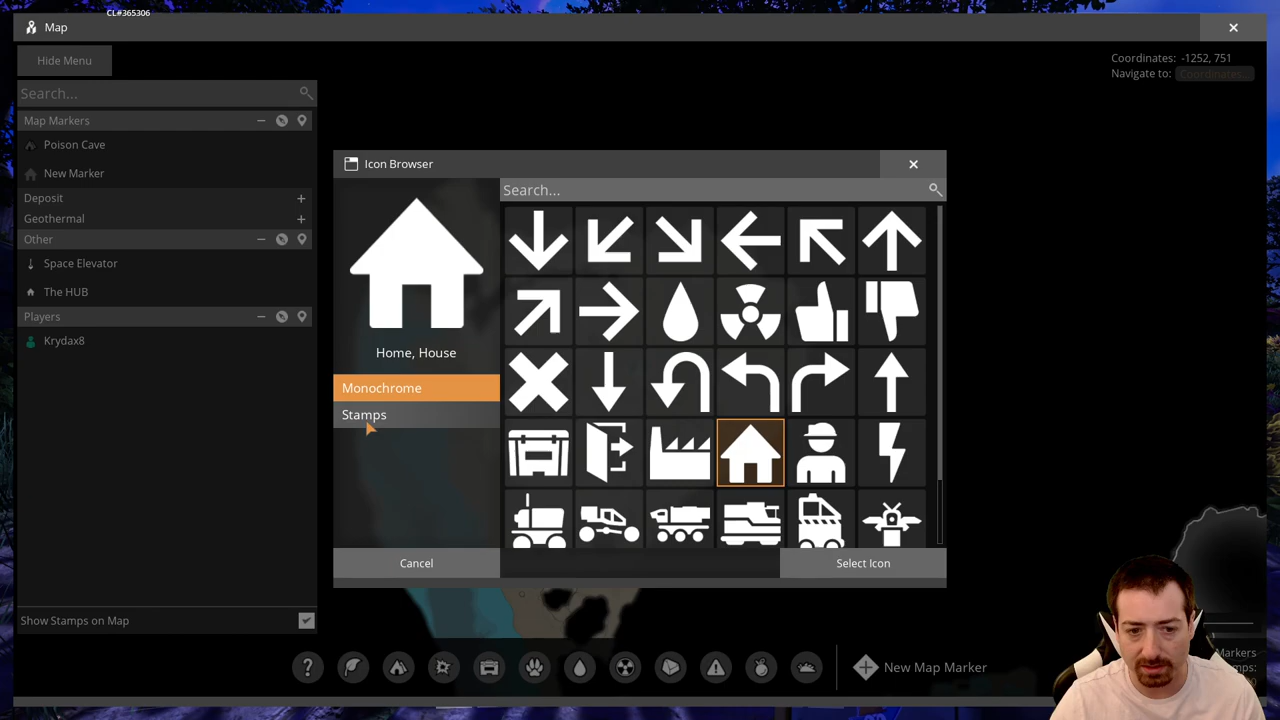 CL#365306
Map
Hide Menu
Coordinates: -1252, 751
Navigate to: Coordinates...
Search...
Map Markers
Poison Cave
New Marker
Deposit
Geothermal
Other
Space Elevator
The HUB
Players
Krydax8
Show Stamps on Map
Icon Browser
Search...
Home, House
Monochrome
Stamps
Cancel
Select Icon
New Map Marker
Markers